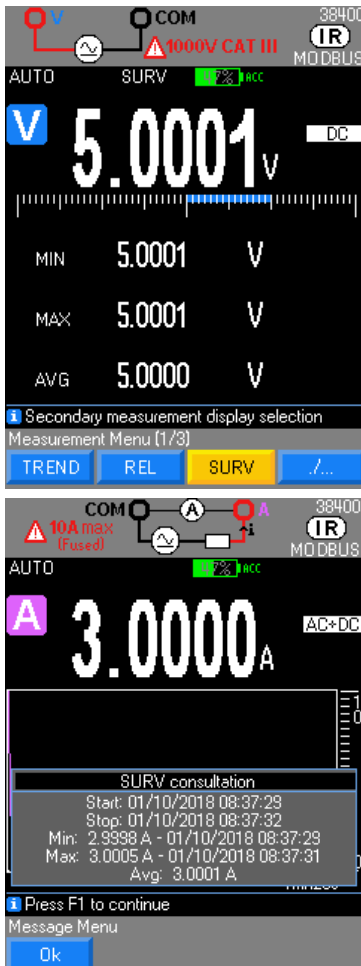 V COM 38400
1000V CAT III (IR)
MODBUS
AUTO SURV ACC
V 5.0001 V DC
MIN 5.0001 V
MAX 5.0001 V
AVG 5.0000 V
i Secondary measurement display selection
Measurement Menu (1/3)
TREND REL SURV ./...
COM A A 38400
10A max i (IR)
(Fused) MODBUS
AUTO ACC
A 3.0000 A AC+DC
SURV consultation
Start: 01/10/2018 08:37:29
Stop: 01/10/2018 08:37:32
Min: 2.9998 A - 01/10/2018 08:37:29
Max: 3.0005 A - 01/10/2018 08:37:31
Avg: 3.0001 A
i Press F1 to continue
Message Menu
Ok